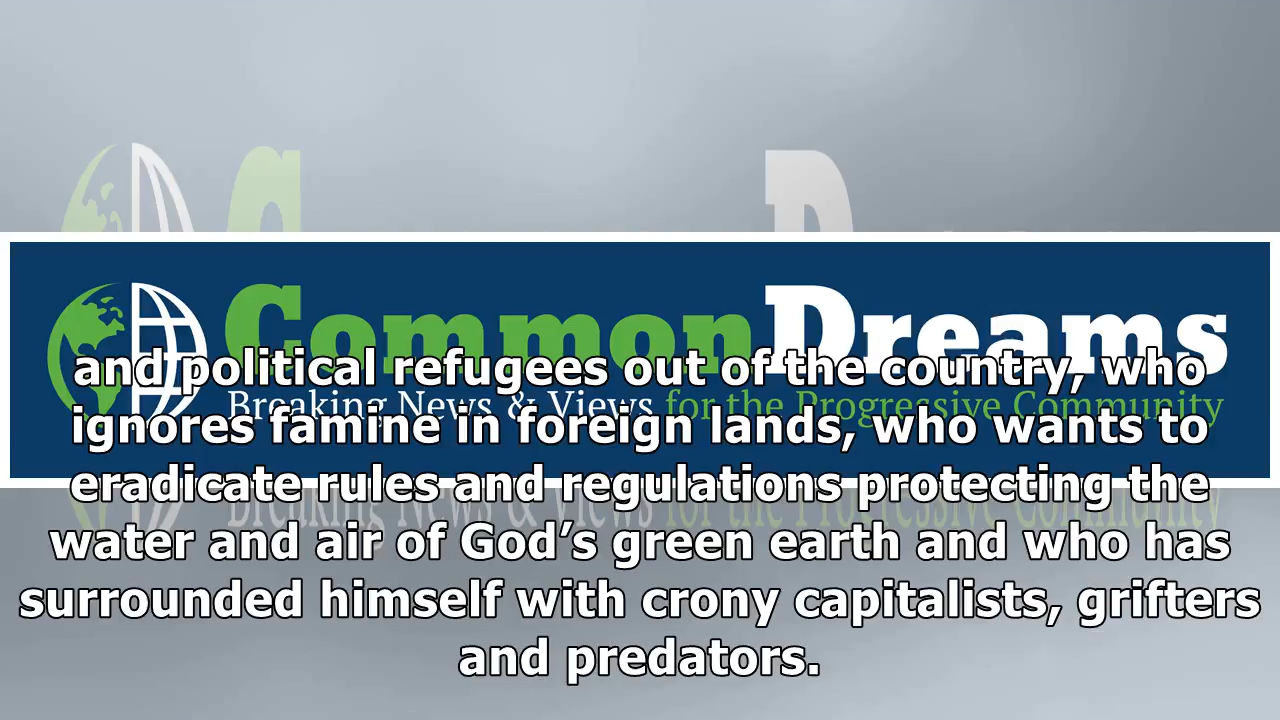 CommonDreams
Breaking News & Views for the Progressive Community
and political refugees out of the country, who
ignores famine in foreign lands, who wants to
eradicate rules and regulations protecting the
water and air of God’s green earth and who has
surrounded himself with crony capitalists, grifters
and predators.